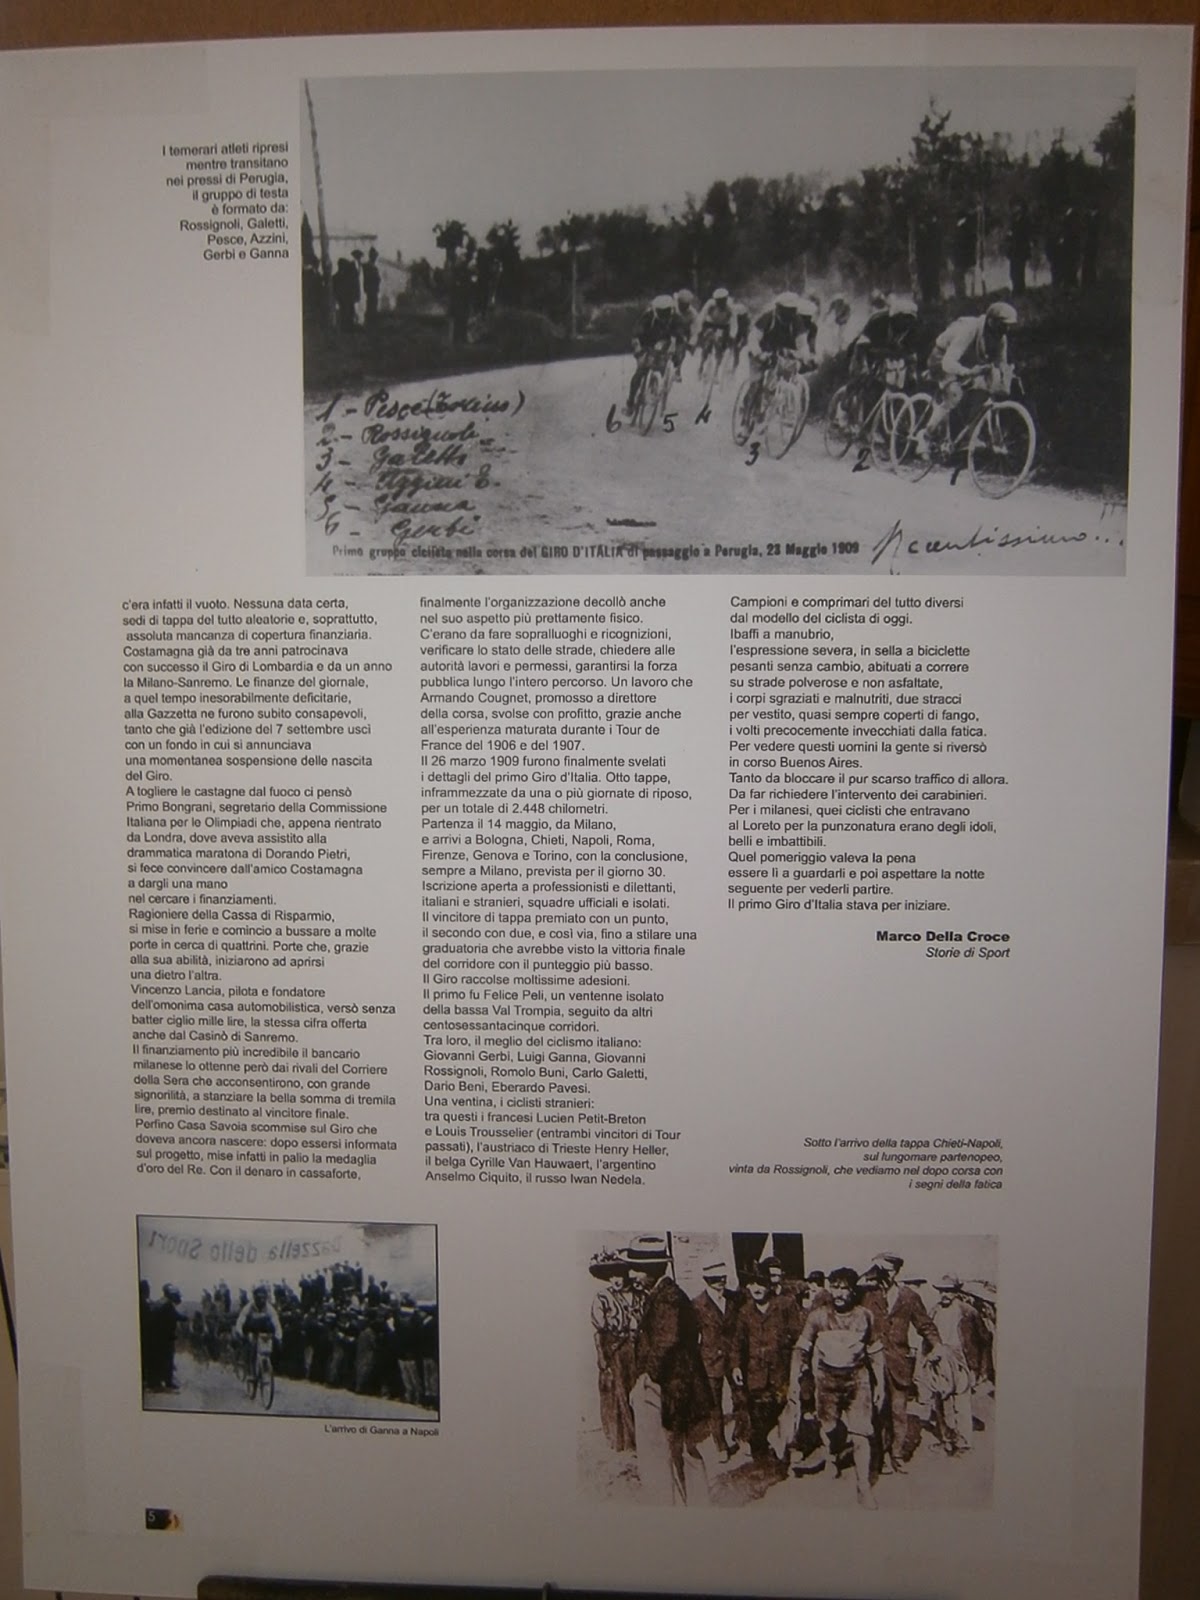 I temerari atleti ripresi
mentre transitano
nei pressi di Perugia,
il gruppo di testa
è formato da:
Rossignoli, Galetti,
Pesce, Azzini,
Gerbi e Ganna
1 - Pesce (Torino)
2 - Rossignoli
3 - Galetti
4 - Azzini E.
5 - Ganna
6 - Gerbi
6 5 4 3 2 1
Primo gruppo ciclista nella corsa del GIRO D'ITALIA di passaggio a Perugia, 23 Maggio 1909
c'era infatti il vuoto. Nessuna data certa,
sedi di tappa del tutto aleatorie e, soprattutto,
assoluta mancanza di copertura finanziaria.
Costamagna già da tre anni patrocinava
con successo il Giro di Lombardia e da un anno
la Milano-Sanremo. Le finanze del giornale,
a quel tempo inesorabilmente deficitarie,
alla Gazzetta ne furono subito consapevoli,
tanto che già l'edizione del 7 settembre uscì
con un fondo in cui si annunciava
una momentanea sospensione delle nascita
del Giro.
A togliere le castagne dal fuoco ci pensò
Primo Bongrani, segretario della Commissione
Italiana per le Olimpiadi che, appena rientrato
da Londra, dove aveva assistito alla
drammatica maratona di Dorando Pietri,
si fece convincere dall'amico Costamagna
a dargli una mano
nel cercare i finanziamenti.
Ragioniere della Cassa di Risparmio,
si mise in ferie e comincio a bussare a molte
porte in cerca di quattrini. Porte che, grazie
alla sua abilità, iniziarono ad aprirsi
una dietro l'altra.
Vincenzo Lancia, pilota e fondatore
dell'omonima casa automobilistica, versò senza
batter ciglio mille lire, la stessa cifra offerta
anche dal Casinò di Sanremo.
Il finanziamento più incredibile il bancario
milanese lo ottenne però dai rivali del Corriere
della Sera che acconsentirono, con grande
signorilità, a stanziare la bella somma di tremila
lire, premio destinato al vincitore finale.
Perfino Casa Savoia scommise sul Giro che
doveva ancora nascere: dopo essersi informata
sul progetto, mise infatti in palio la medaglia
d'oro del Re. Con il denaro in cassaforte,
finalmente l'organizzazione decollò anche
nel suo aspetto più prettamente fisico.
C'erano da fare sopralluoghi e ricognizioni,
verificare lo stato delle strade, chiedere alle
autorità lavori e permessi, garantirsi la forza
pubblica lungo l'intero percorso. Un lavoro che
Armando Cougnet, promosso a direttore
della corsa, svolse con profitto, grazie anche
all'esperienza maturata durante i Tour de
France del 1906 e del 1907.
Il 26 marzo 1909 furono finalmente svelati
i dettagli del primo Giro d'Italia. Otto tappe,
inframmezzate da una o più giornate di riposo,
per un totale di 2.448 chilometri.
Partenza il 14 maggio, da Milano,
e arrivi a Bologna, Chieti, Napoli, Roma,
Firenze, Genova e Torino, con la conclusione,
sempre a Milano, prevista per il giorno 30.
Iscrizione aperta a professionisti e dilettanti,
italiani e stranieri, squadre ufficiali e isolati.
Il vincitore di tappa premiato con un punto,
il secondo con due, e così via, fino a stilare una
graduatoria che avrebbe visto la vittoria finale
del corridore con il punteggio più basso.
Il Giro raccolse moltissime adesioni.
Il primo fu Felice Peli, un ventenne isolato
della bassa Val Trompia, seguito da altri
centosessantacinque corridori.
Tra loro, il meglio del ciclismo italiano:
Giovanni Gerbi, Luigi Ganna, Giovanni
Rossignoli, Romolo Buni, Carlo Galetti,
Dario Beni, Eberardo Pavesi.
Una ventina, i ciclisti stranieri:
tra questi i francesi Lucien Petit-Breton
e Louis Trousselier (entrambi vincitori di Tour
passati), l'austriaco di Trieste Henry Heller,
il belga Cyrille Van Hauwaert, l'argentino
Anselmo Ciquito, il russo Iwan Nedela.
Campioni e comprimari del tutto diversi
dal modello del ciclista di oggi.
Ibaffi a manubrio,
l'espressione severa, in sella a biciclette
pesanti senza cambio, abituati a correre
su strade polverose e non asfaltate,
i corpi sgraziati e malnutriti, due stracci
per vestito, quasi sempre coperti di fango,
i volti precocemente invecchiati dalla fatica.
Per vedere questi uomini la gente si riversò
in corso Buenos Aires.
Tanto da bloccare il pur scarso traffico di allora.
Da far richiedere l'intervento dei carabinieri.
Per i milanesi, quei ciclisti che entravano
al Loreto per la punzonatura erano degli idoli,
belli e imbattibili.
Quel pomeriggio valeva la pena
essere lì a guardarli e poi aspettare la notte
seguente per vederli partire.
Il primo Giro d'Italia stava per iniziare.
Marco Della Croce
Storie di Sport
Sotto l'arrivo della tappa Chieti-Napoli,
sul lungomare partenopeo,
vinta da Rossignoli, che vediamo nel dopo corsa con
i segni della fatica
Gazzetta dello Sport
L'arrivo di Ganna a Napoli
5